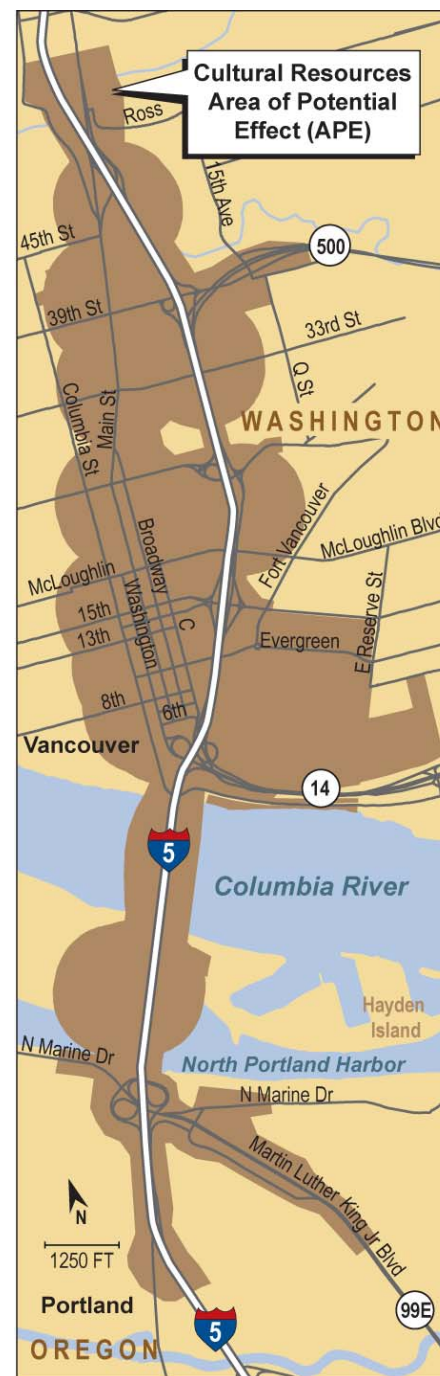 Cultural Resources
Area of Potential
Effect (APE)
Ross
15th Ave
45th St
500
39th St
33rd St
Main St
Columbia St
Q St
WASHINGTON
Broadway
Fort Vancouver
McLoughlin Blvd
McLoughlin
Washington
C
15th
13th
E Reserve St
Evergreen
8th
6th
Vancouver
14
5
Columbia River
Hayden
Island
N Marine Dr
North Portland Harbor
N Marine Dr
Martin Luther King Jr Blvd
N
1250 FT
Portland
99E
5
OREGON